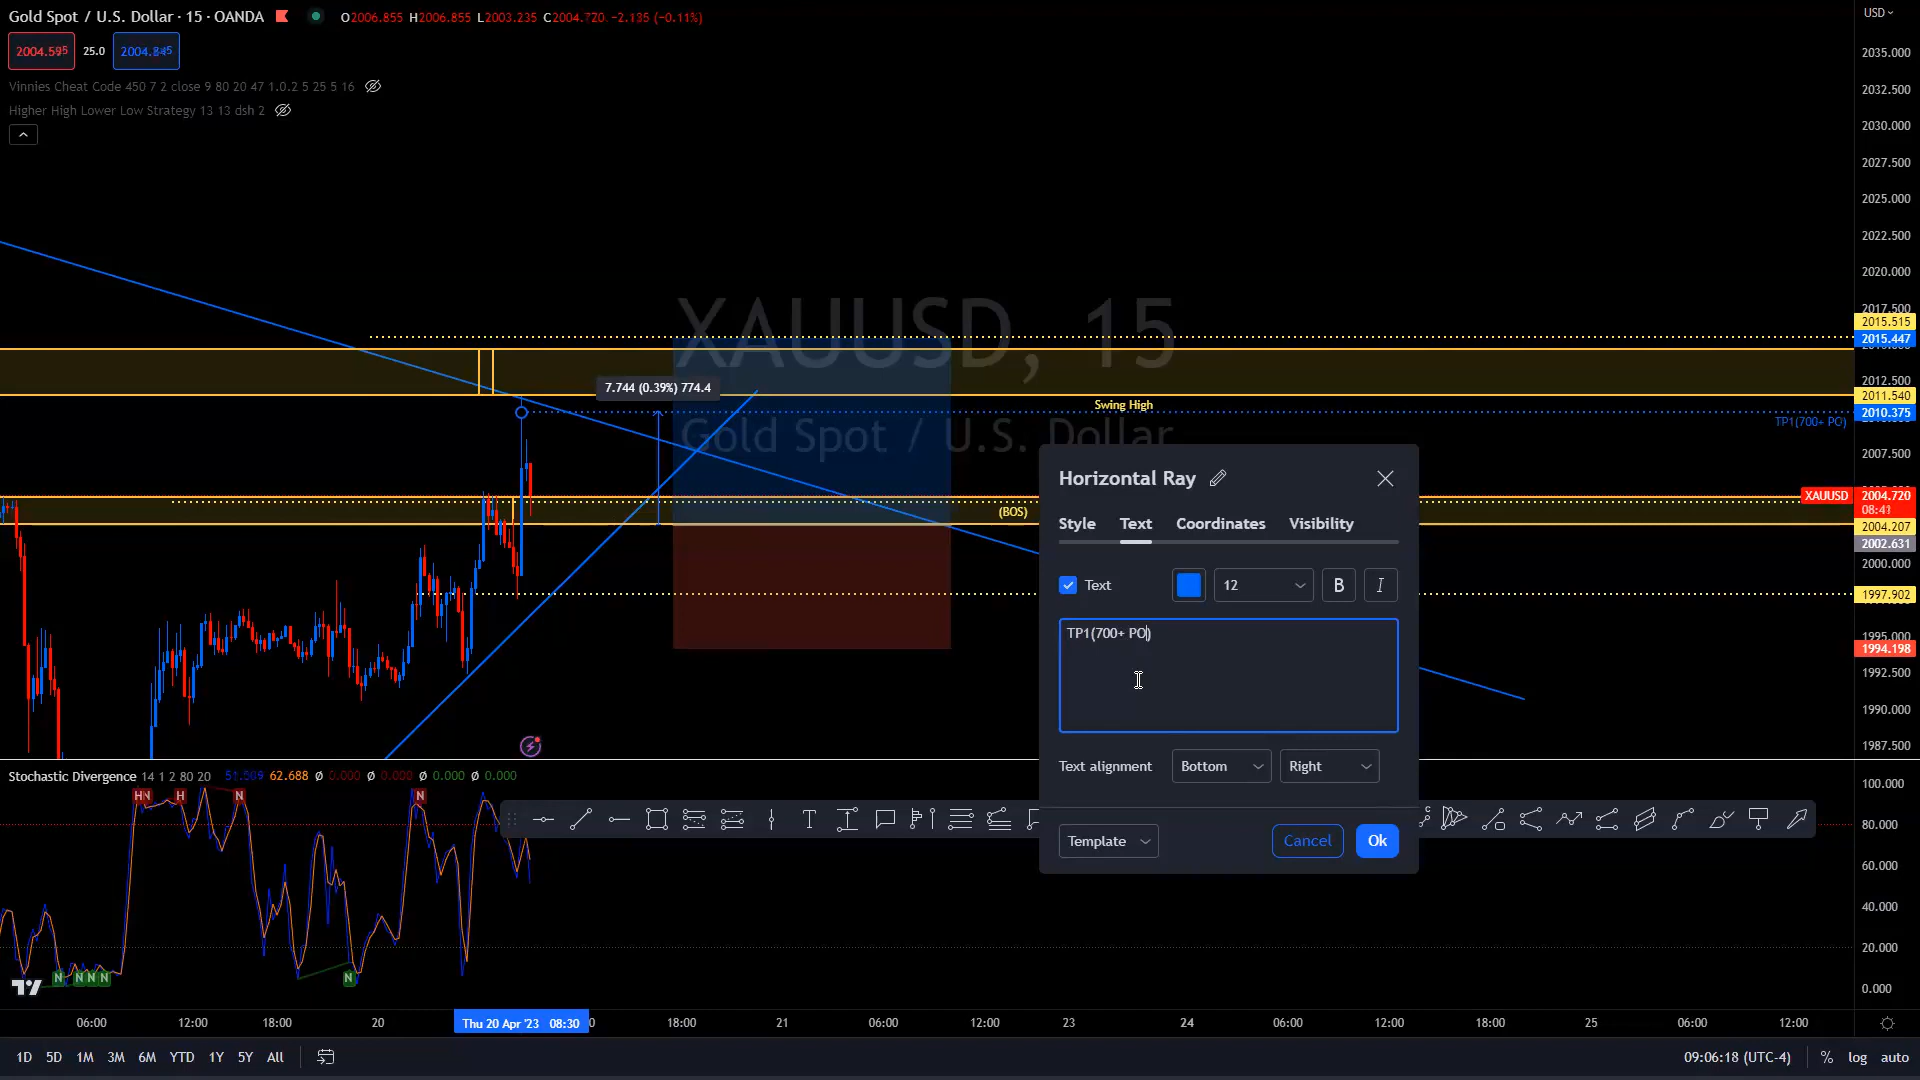 Gold Spot / U.S. Dollar · 15 · OANDA
O2006.855 H2006.855 L2003.235 C2004.720 −2.135 (−0.11%)
USD
2004.595 25.0 2004.845
Vinnies Cheat Code 450 7 2 close 9 80 20 47 1.0.2 5 25 5 16
Higher High Lower Low Strategy 13 13 dsh 2
2035.000
2032.500
2030.000
2027.500
2025.000
2022.500
2020.000
2017.500
2015.515
2015.447
2012.500
2011.540
2010.375
2007.500
XAUUSD 2004.720
08:41
2004.207
2002.631
2000.000
1997.902
1995.000
1994.198
1992.500
1990.000
1987.500
XAUUSD, 15
Gold Spot / U.S. Dollar
7.744 (0.39%) 774.4
Swing High
TP1(700+ PO)
(BOS)
Horizontal Ray
Style Text Coordinates Visibility
Text 12 B I
TP1(700+ PO)
Text alignment Bottom Right
Template Cancel Ok
Stochastic Divergence 14 1 2 80 20 62.688 Ø 0.000 Ø 0.000 Ø 0.000 Ø 0.000
HN H N N
N N N N N
100.000
80.000
60.000
40.000
20.000
0.000
06:00 12:00 18:00 20 Thu 20 Apr '23 08:30 18:00 21 06:00 12:00 23 24 06:00 12:00 18:00 25 06:00 12:00
1D 5D 1M 3M 6M YTD 1Y 5Y All
09:06:18 (UTC-4) % log auto